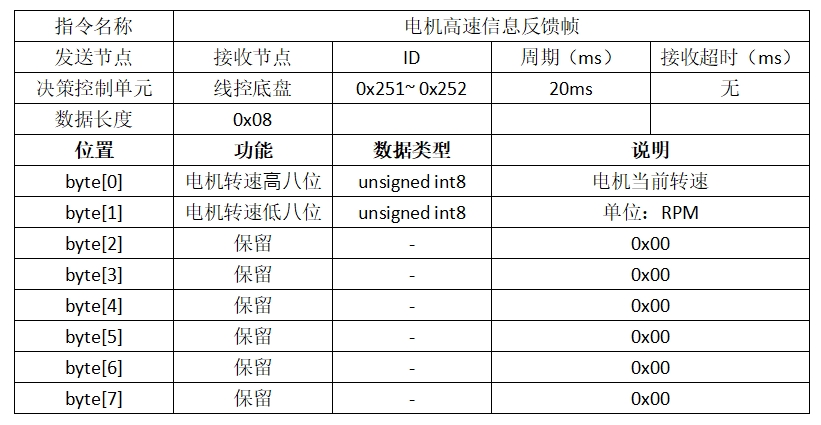 指令名称 电机高速信息反馈帧
发送节点 接收节点 ID 周期（ms） 接收超时（ms）
决策控制单元 线控底盘 0x251~ 0x252 20ms 无
数据长度 0x08
位置 功能 数据类型 说明
byte[0] 电机转速高八位 unsigned int8 电机当前转速
byte[1] 电机转速低八位 unsigned int8 单位：RPM
byte[2] 保留 - 0x00
byte[3] 保留 - 0x00
byte[4] 保留 - 0x00
byte[5] 保留 - 0x00
byte[6] 保留 - 0x00
byte[7] 保留 - 0x00